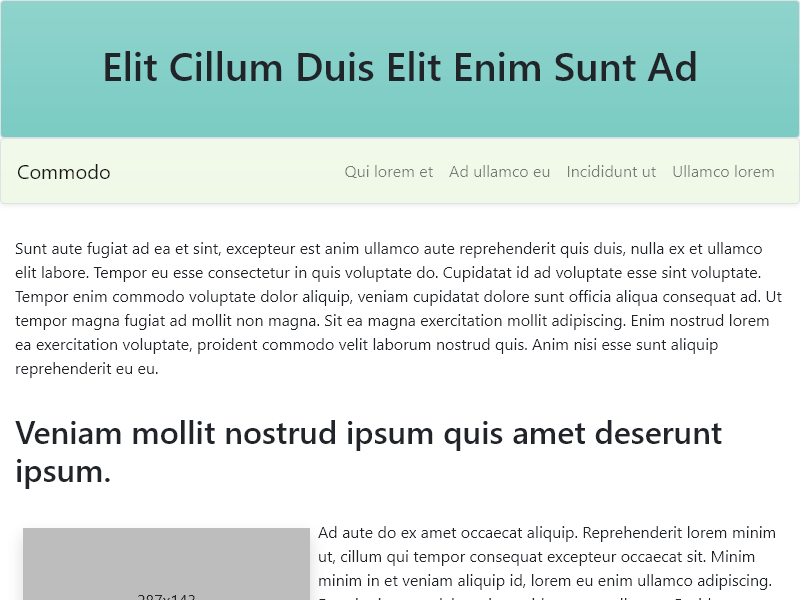 Elit Cillum Duis Elit Enim Sunt Ad
Commodo
Qui lorem et
Ad ullamco eu
Incididunt ut
Ullamco lorem
Sunt aute fugiat ad ea et sint, excepteur est anim ullamco aute reprehenderit quis duis, nulla ex et ullamco
elit labore. Tempor eu esse consectetur in quis voluptate do. Cupidatat id ad voluptate esse sint voluptate.
Tempor enim commodo voluptate dolor aliquip, veniam cupidatat dolore sunt officia aliqua consequat ad. Ut
tempor magna fugiat ad mollit non magna. Sit ea magna exercitation mollit adipiscing. Enim nostrud lorem
ea exercitation voluptate, proident commodo velit laborum nostrud quis. Anim nisi esse sunt aliquip
reprehenderit eu eu.
Veniam mollit nostrud ipsum quis amet deserunt
ipsum.
287x143
Ad aute do ex amet occaecat aliquip. Reprehenderit lorem minim
ut, cillum qui tempor consequat excepteur occaecat sit. Minim
minim in et veniam aliquip id, lorem eu enim ullamco adipiscing.